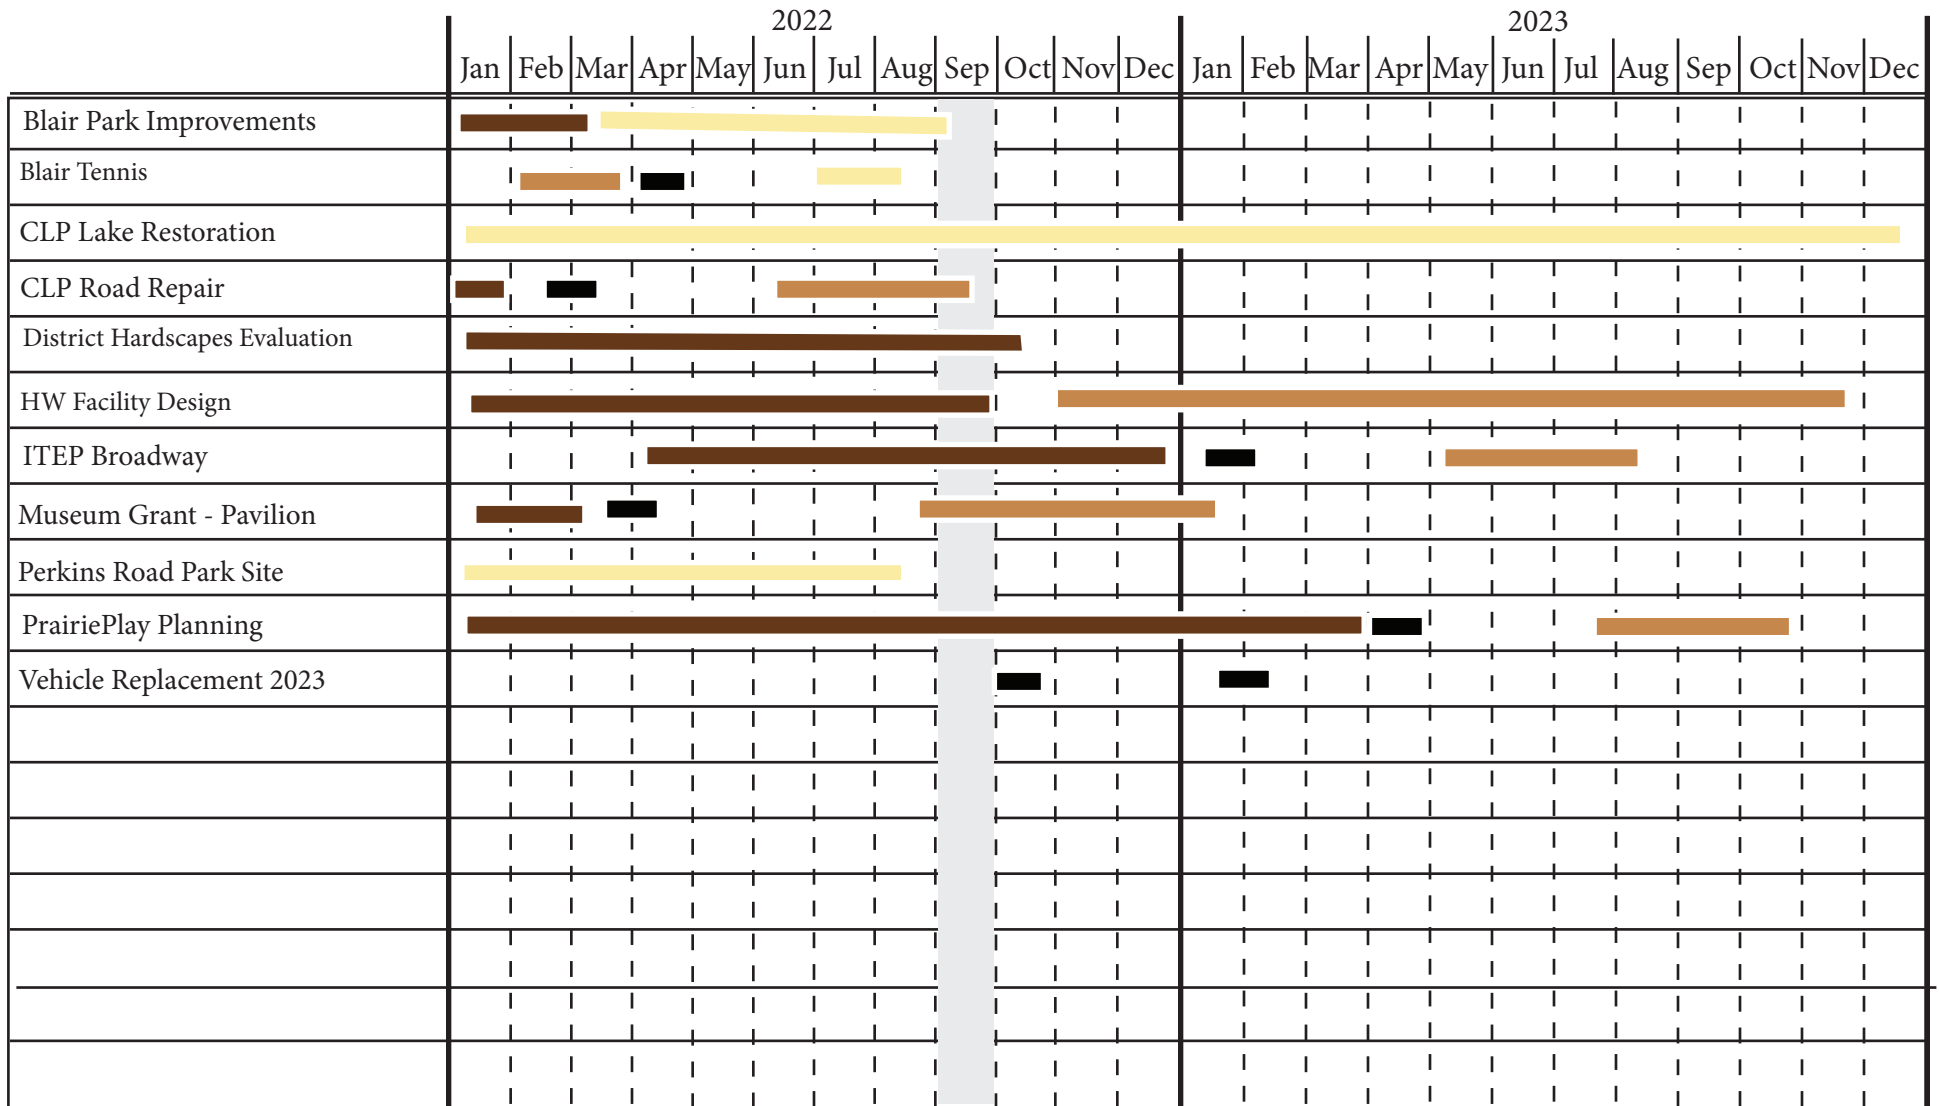 2022 2023
Jan Feb Mar Apr May Jun Jul Aug Sep Oct Nov Dec Jan Feb Mar Apr May Jun Jul Aug Sep Oct Nov Dec
Blair Park Improvements
Blair Tennis
CLP Lake Restoration
CLP Road Repair
District Hardscapes Evaluation
HW Facility Design
ITEP Broadway
Museum Grant - Pavilion
Perkins Road Park Site
PrairiePlay Planning
Vehicle Replacement 2023